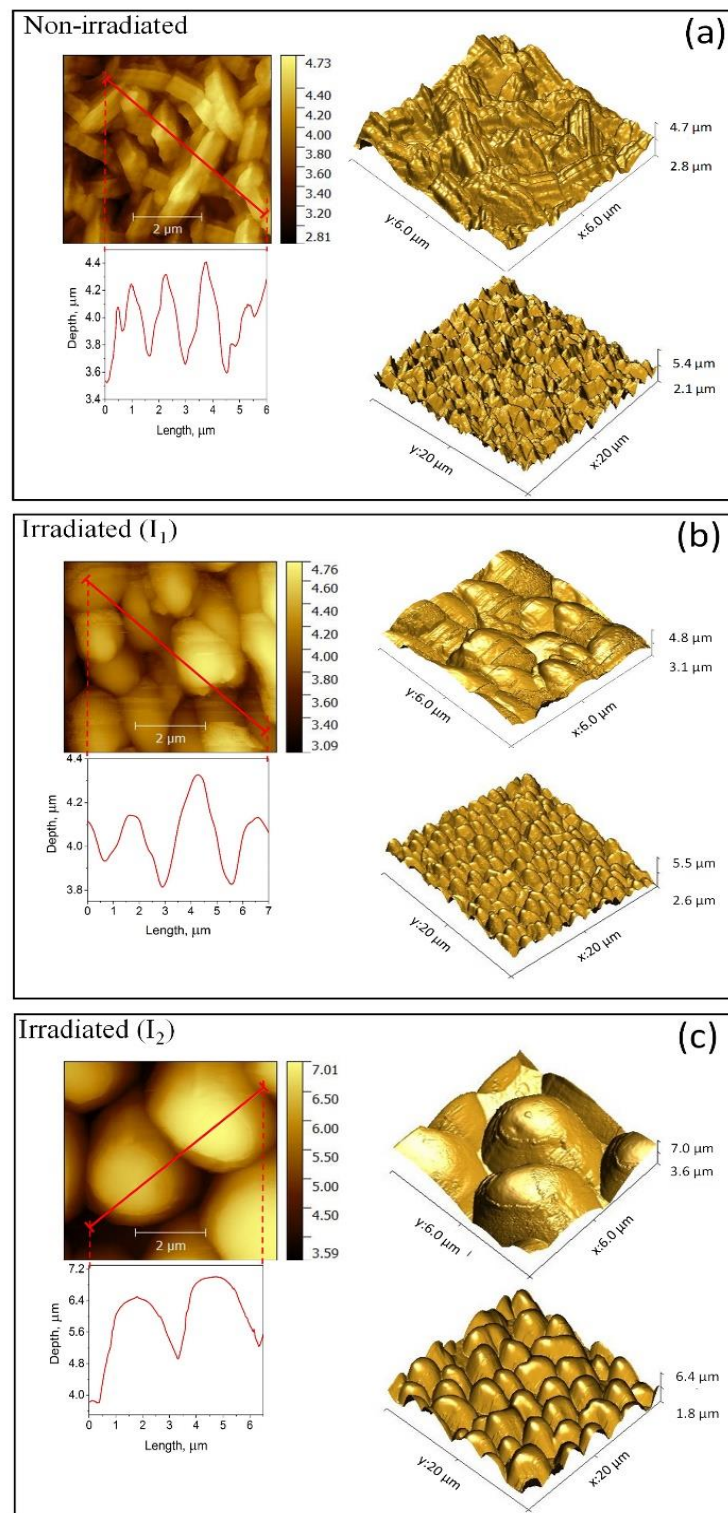 Non-irradiated
(a)
4.73
4.40
4.20
4.00
3.80
3.60
3.40
3.20
2.81
2 μm
4.7 μm
2.8 μm
y:6.0 μm
x:6.0 μm
4.4
4.2
4.0
3.8
3.6
3.4
Depth, μm
0 1 2 3 4 5 6
Length, μm
5.4 μm
2.1 μm
y:20 μm
x:20 μm
Irradiated (I₁)
(b)
4.76
4.60
4.40
4.20
4.00
3.80
3.60
3.40
3.09
2 μm
4.8 μm
3.1 μm
y:6.0 μm
x:6.0 μm
4.4
4.2
4.0
3.8
Depth, μm
0 1 2 3 4 5 6 7
Length, μm
5.5 μm
2.6 μm
y:20 μm
x:20 μm
Irradiated (I₂)
(c)
7.01
6.50
6.00
5.50
5.00
4.50
3.59
2 μm
7.0 μm
3.6 μm
y:6.0 μm
x:6.0 μm
7.2
6.4
5.6
4.8
4.0
Depth, μm
0 1 2 3 4 5 6
Length, μm
6.4 μm
1.8 μm
y:20 μm
x:20 μm